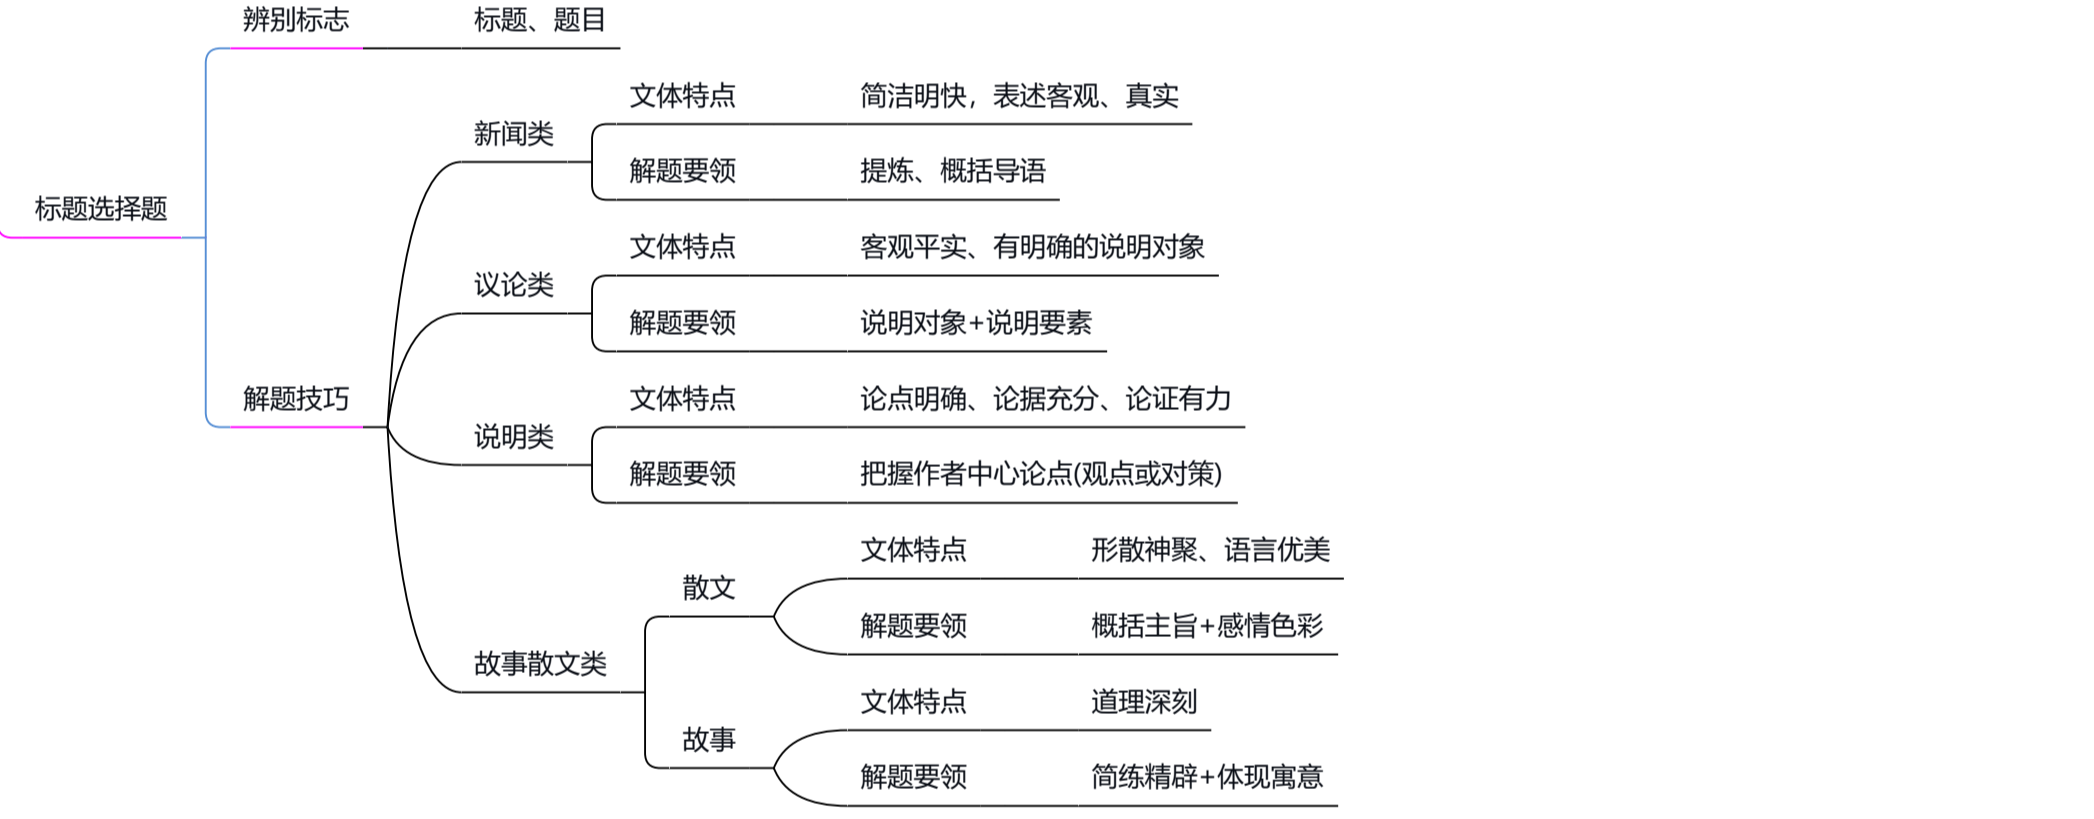 辨别标志 标题、题目
文体特点 简洁明快，表述客观、真实
新闻类
解题要领 提炼、概括导语
标题选择题
文体特点 客观平实、有明确的说明对象
议论类
解题要领 说明对象+说明要素
解题技巧
文体特点 论点明确、论据充分、论证有力
说明类
解题要领 把握作者中心论点(观点或对策)
文体特点 形散神聚、语言优美
散文
解题要领 概括主旨+感情色彩
故事散文类
文体特点 道理深刻
故事
解题要领 简练精辟+体现寓意